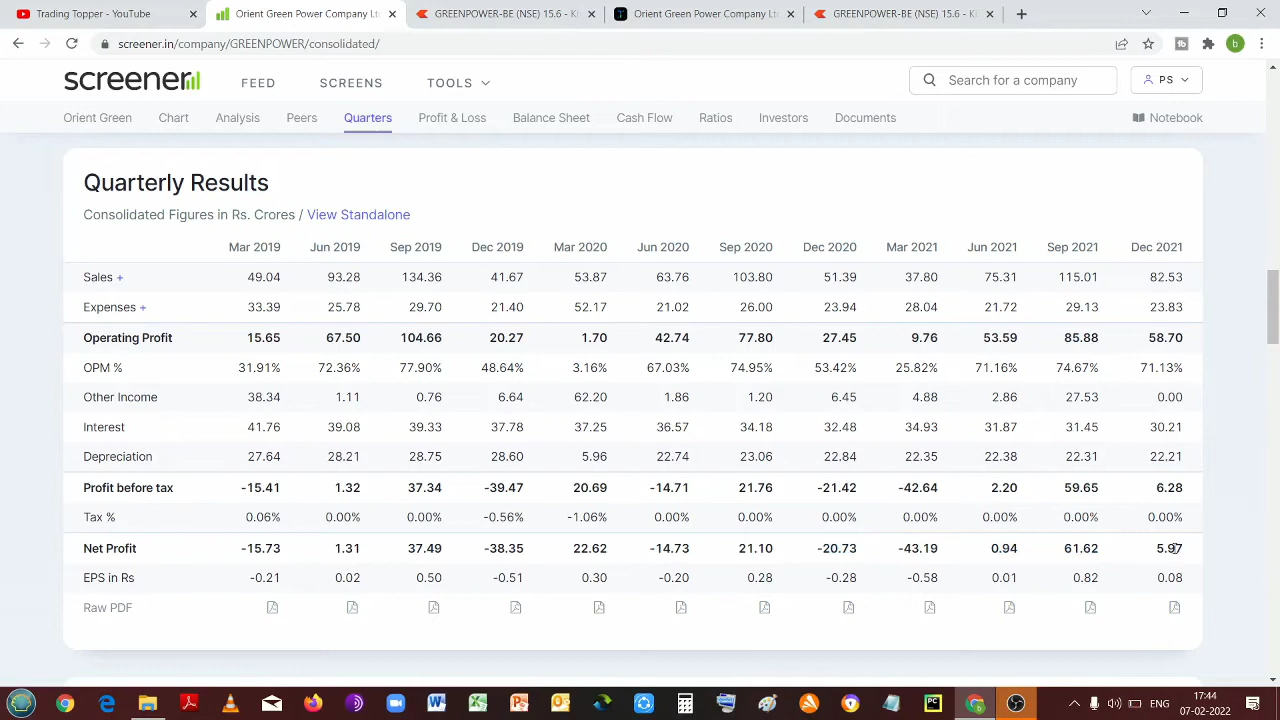 Trading Topper - YouTube
Orient Green Power Company Lt
GREENPOWER-BE (NSE) 15.6 - Ki
Orient Green Power Company Ltd
GREENPOWER-BE (NSE) 15.6 -
screener.in/company/GREENPOWER/consolidated/
screener
FEED SCREENS TOOLS
Search for a company
PS
Orient Green Chart Analysis Peers Quarters Profit & Loss Balance Sheet Cash Flow Ratios Investors Documents Notebook
Quarterly Results
Consolidated Figures in Rs. Crores / View Standalone
Mar 2019 Jun 2019 Sep 2019 Dec 2019 Mar 2020 Jun 2020 Sep 2020 Dec 2020 Mar 2021 Jun 2021 Sep 2021 Dec 2021
Sales + 49.04 93.28 134.36 41.67 53.87 63.76 103.80 51.39 37.80 75.31 115.01 82.53
Expenses + 33.39 25.78 29.70 21.40 52.17 21.02 26.00 23.94 28.04 21.72 29.13 23.83
Operating Profit 15.65 67.50 104.66 20.27 1.70 42.74 77.80 27.45 9.76 53.59 85.88 58.70
OPM % 31.91% 72.36% 77.90% 48.64% 3.16% 67.03% 74.95% 53.42% 25.82% 71.16% 74.67% 71.13%
Other Income 38.34 1.11 0.76 6.64 62.20 1.86 1.20 6.45 4.88 2.86 27.53 0.00
Interest 41.76 39.08 39.33 37.78 37.25 36.57 34.18 32.48 34.93 31.87 31.45 30.21
Depreciation 27.64 28.21 28.75 28.60 5.96 22.74 23.06 22.84 22.35 22.38 22.31 22.21
Profit before tax -15.41 1.32 37.34 -39.47 20.69 -14.71 21.76 -21.42 -42.64 2.20 59.65 6.28
Tax % 0.06% 0.00% 0.00% -0.56% -1.06% 0.00% 0.00% 0.00% 0.00% 0.00% 0.00% 0.00%
Net Profit -15.73 1.31 37.49 -38.35 22.62 -14.73 21.10 -20.73 -43.19 0.94 61.62 5.97
EPS in Rs -0.21 0.02 0.50 -0.51 0.30 -0.20 0.28 -0.28 -0.58 0.01 0.82 0.08
Raw PDF
ENG
17:44
07-02-2022